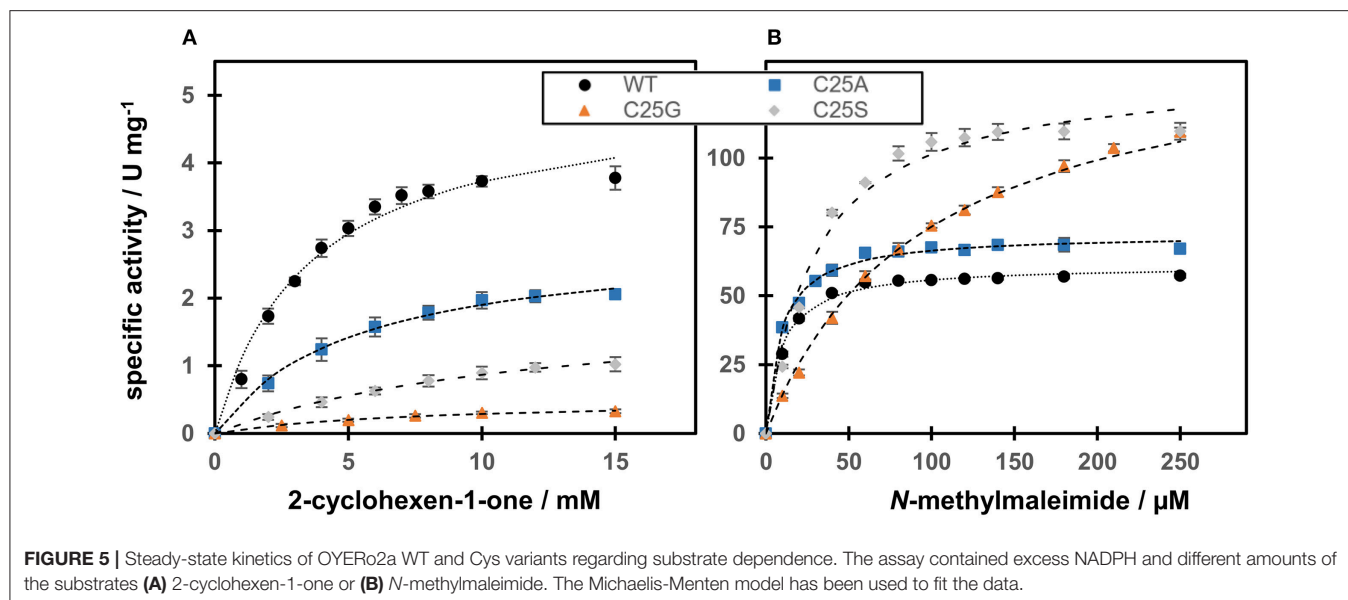 A
B
WT
C25A
C25G
C25S
specific activity / U mg⁻¹
5
4
3
2
1
0
0
5
10
15
2-cyclohexen-1-one / mM
100
75
50
25
0
0
50
100
150
200
250
N-methylmaleimide / µM
FIGURE 5 | Steady-state kinetics of OYERo2a WT and Cys variants regarding substrate dependence. The assay contained excess NADPH and different amounts of
the substrates (A) 2-cyclohexen-1-one or (B) N-methylmaleimide. The Michaelis-Menten model has been used to fit the data.